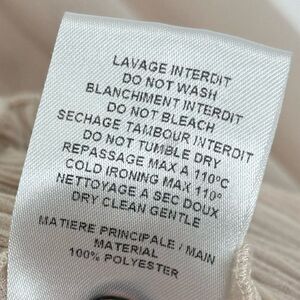 LAVAGE INTERDIT
DO NOT WASH
BLANCHIMENT INTERDIT
DO NOT BLEACH
SECHAGE TAMBOUR INTERDIT
DO NOT TUMBLE DRY
REPASSAGE MAX A 110°C
COLD IRONING MAX 110°
NETTOYAGE A SEC DOUX
DRY CLEAN GENTLE
MATIERE PRINCIPALE / MAIN
MATERIAL
100% POLYESTER